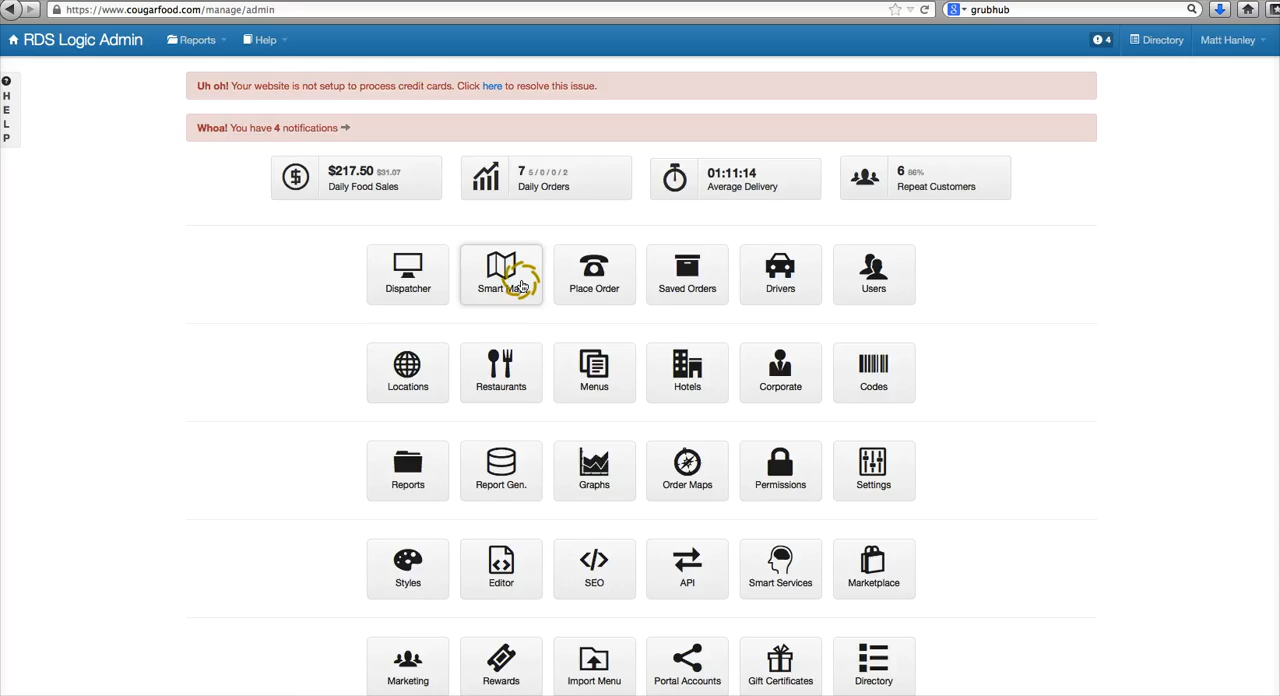 https://www.cougarfood.com/manage/admin
grubhub
RDS Logic Admin
Reports
Help
4
Directory
Matt Hanley
HELP
Uh oh! Your website is not setup to process credit cards. Click here to resolve this issue.
Whoa! You have 4 notifications
$217.50 $31.07
Daily Food Sales
7 5 / 0 / 0 / 2
Daily Orders
01:11:14
Average Delivery
6 86%
Repeat Customers
Dispatcher
Smart
Place Order
Saved Orders
Drivers
Users
Locations
Restaurants
Menus
Hotels
Corporate
Codes
Reports
Report Gen.
Graphs
Order Maps
Permissions
Settings
Styles
Editor
SEO
API
Smart Services
Marketplace
Marketing
Rewards
Import Menu
Portal Accounts
Gift Certificates
Directory